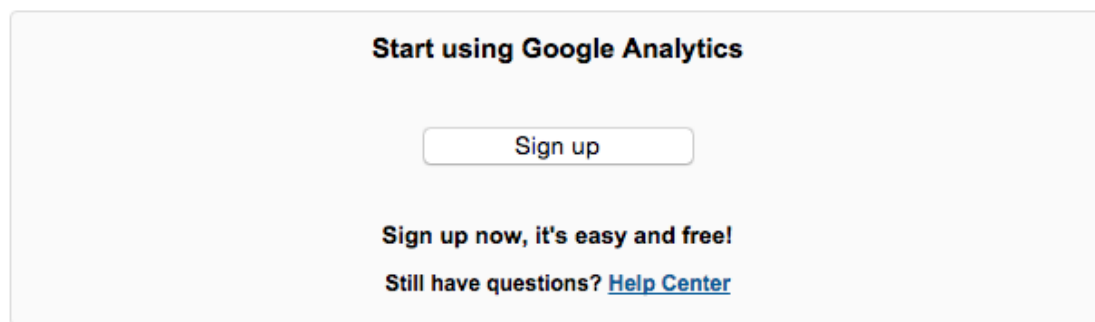 Start using Google Analytics
Sign up
Sign up now, it's easy and free!
Still have questions? Help Center